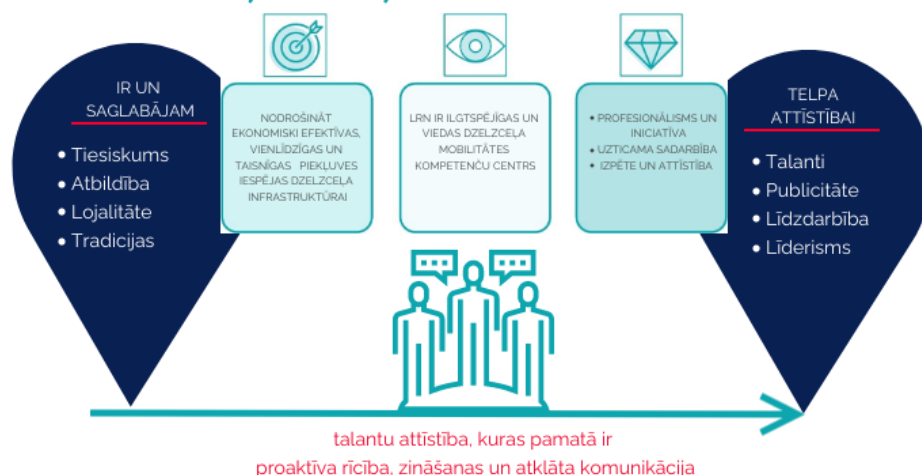 IR UN
SAGLABĀJAM
• Tiesiskums
• Atbildība
• Lojalitāte
• Tradicijas
NODROŠINĀT
EKONOMISKI EFEKTĪVAS,
VIENLĪDZĪGAS UN
TAISNĪGAS PIEKĻUVES
IESPĒJAS DZELZCEĻA
INFRASTRUKTŪRAI
LRN IR ILGTSPĒJĪGAS UN
VIEDAS DZELZCEĻA
MOBILITĀTES
KOMPETENČU CENTRS
• PROFESIONĀLISMS UN
INICIATĪVA
• UZTICAMA SADARBĪBA
• IZPĒTE UN ATTĪSTĪBA
TELPA
ATTĪSTĪBAI
• Talanti
• Publicitāte
• Līdzdarbība
• Līderisms
talantu attīstība, kuras pamatā ir
proaktīva rīcība, zināšanas un atklāta komunikācija